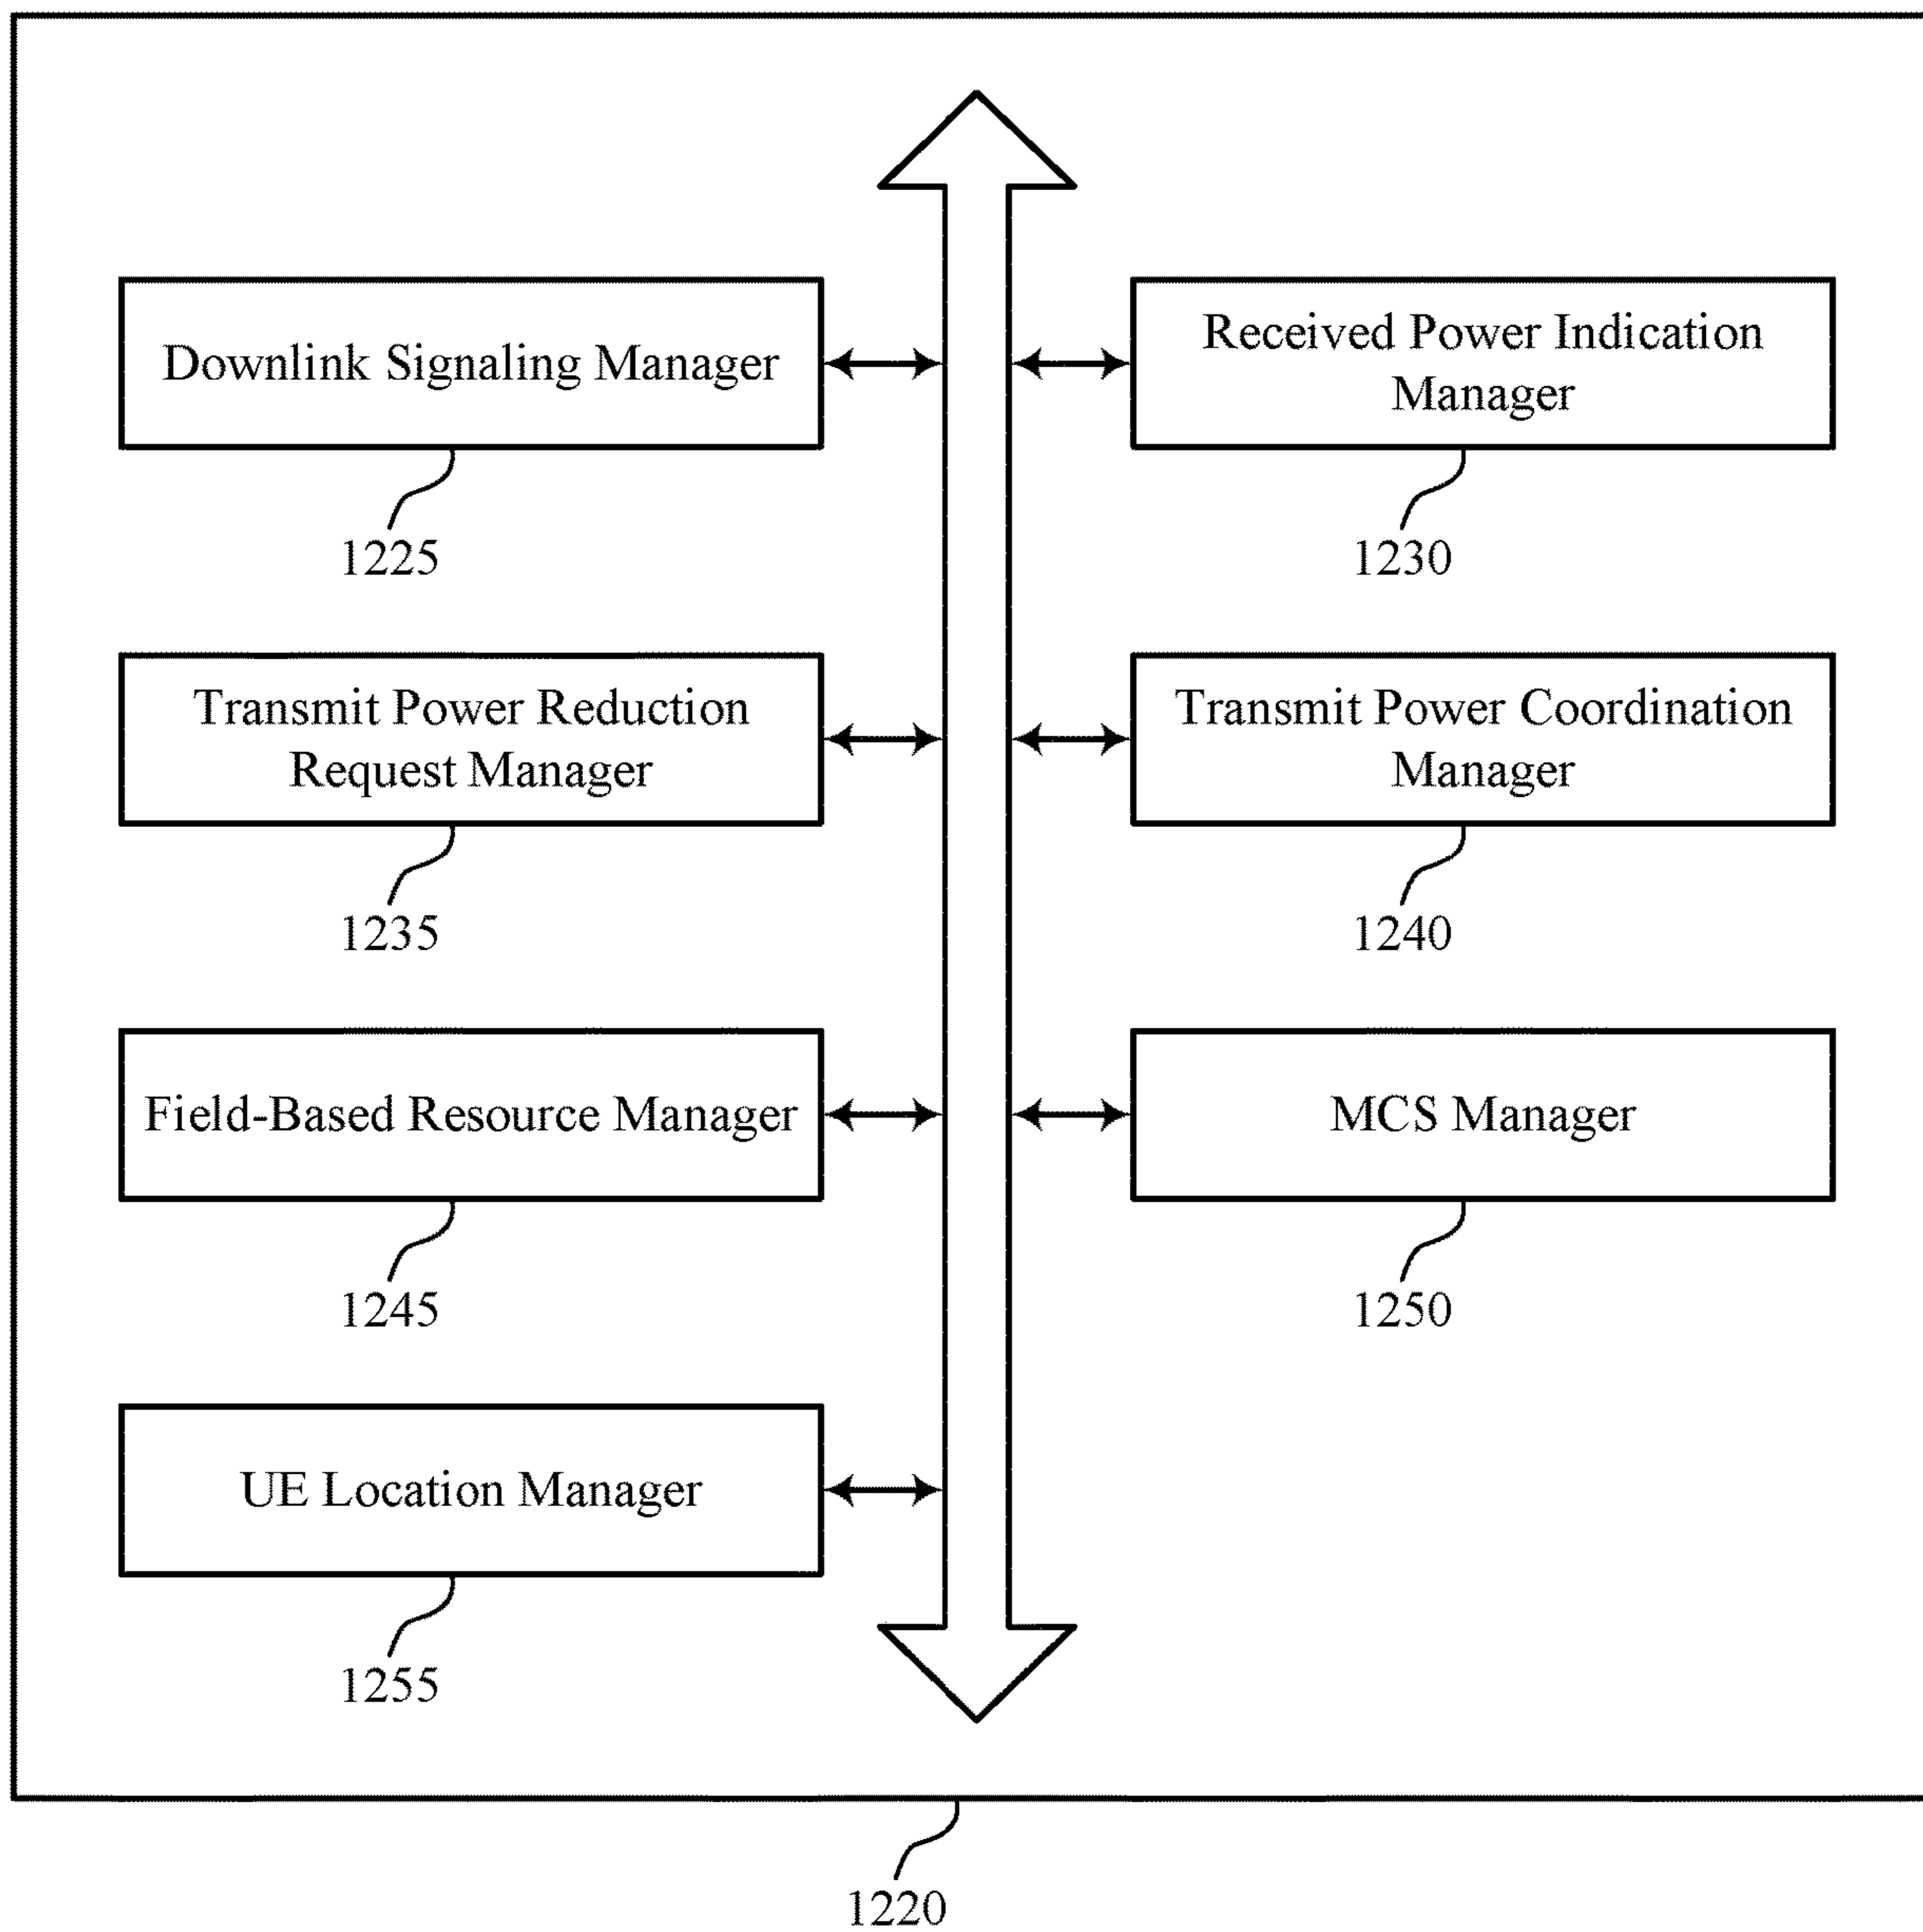 Downlink Signaling Manager
1225
Received Power Indication
Manager
1230
Transmit Power Reduction
Request Manager
1235
Transmit Power Coordination
Manager
1240
Field-Based Resource Manager
1245
MCS Manager
1250
UE Location Manager
1255
1220